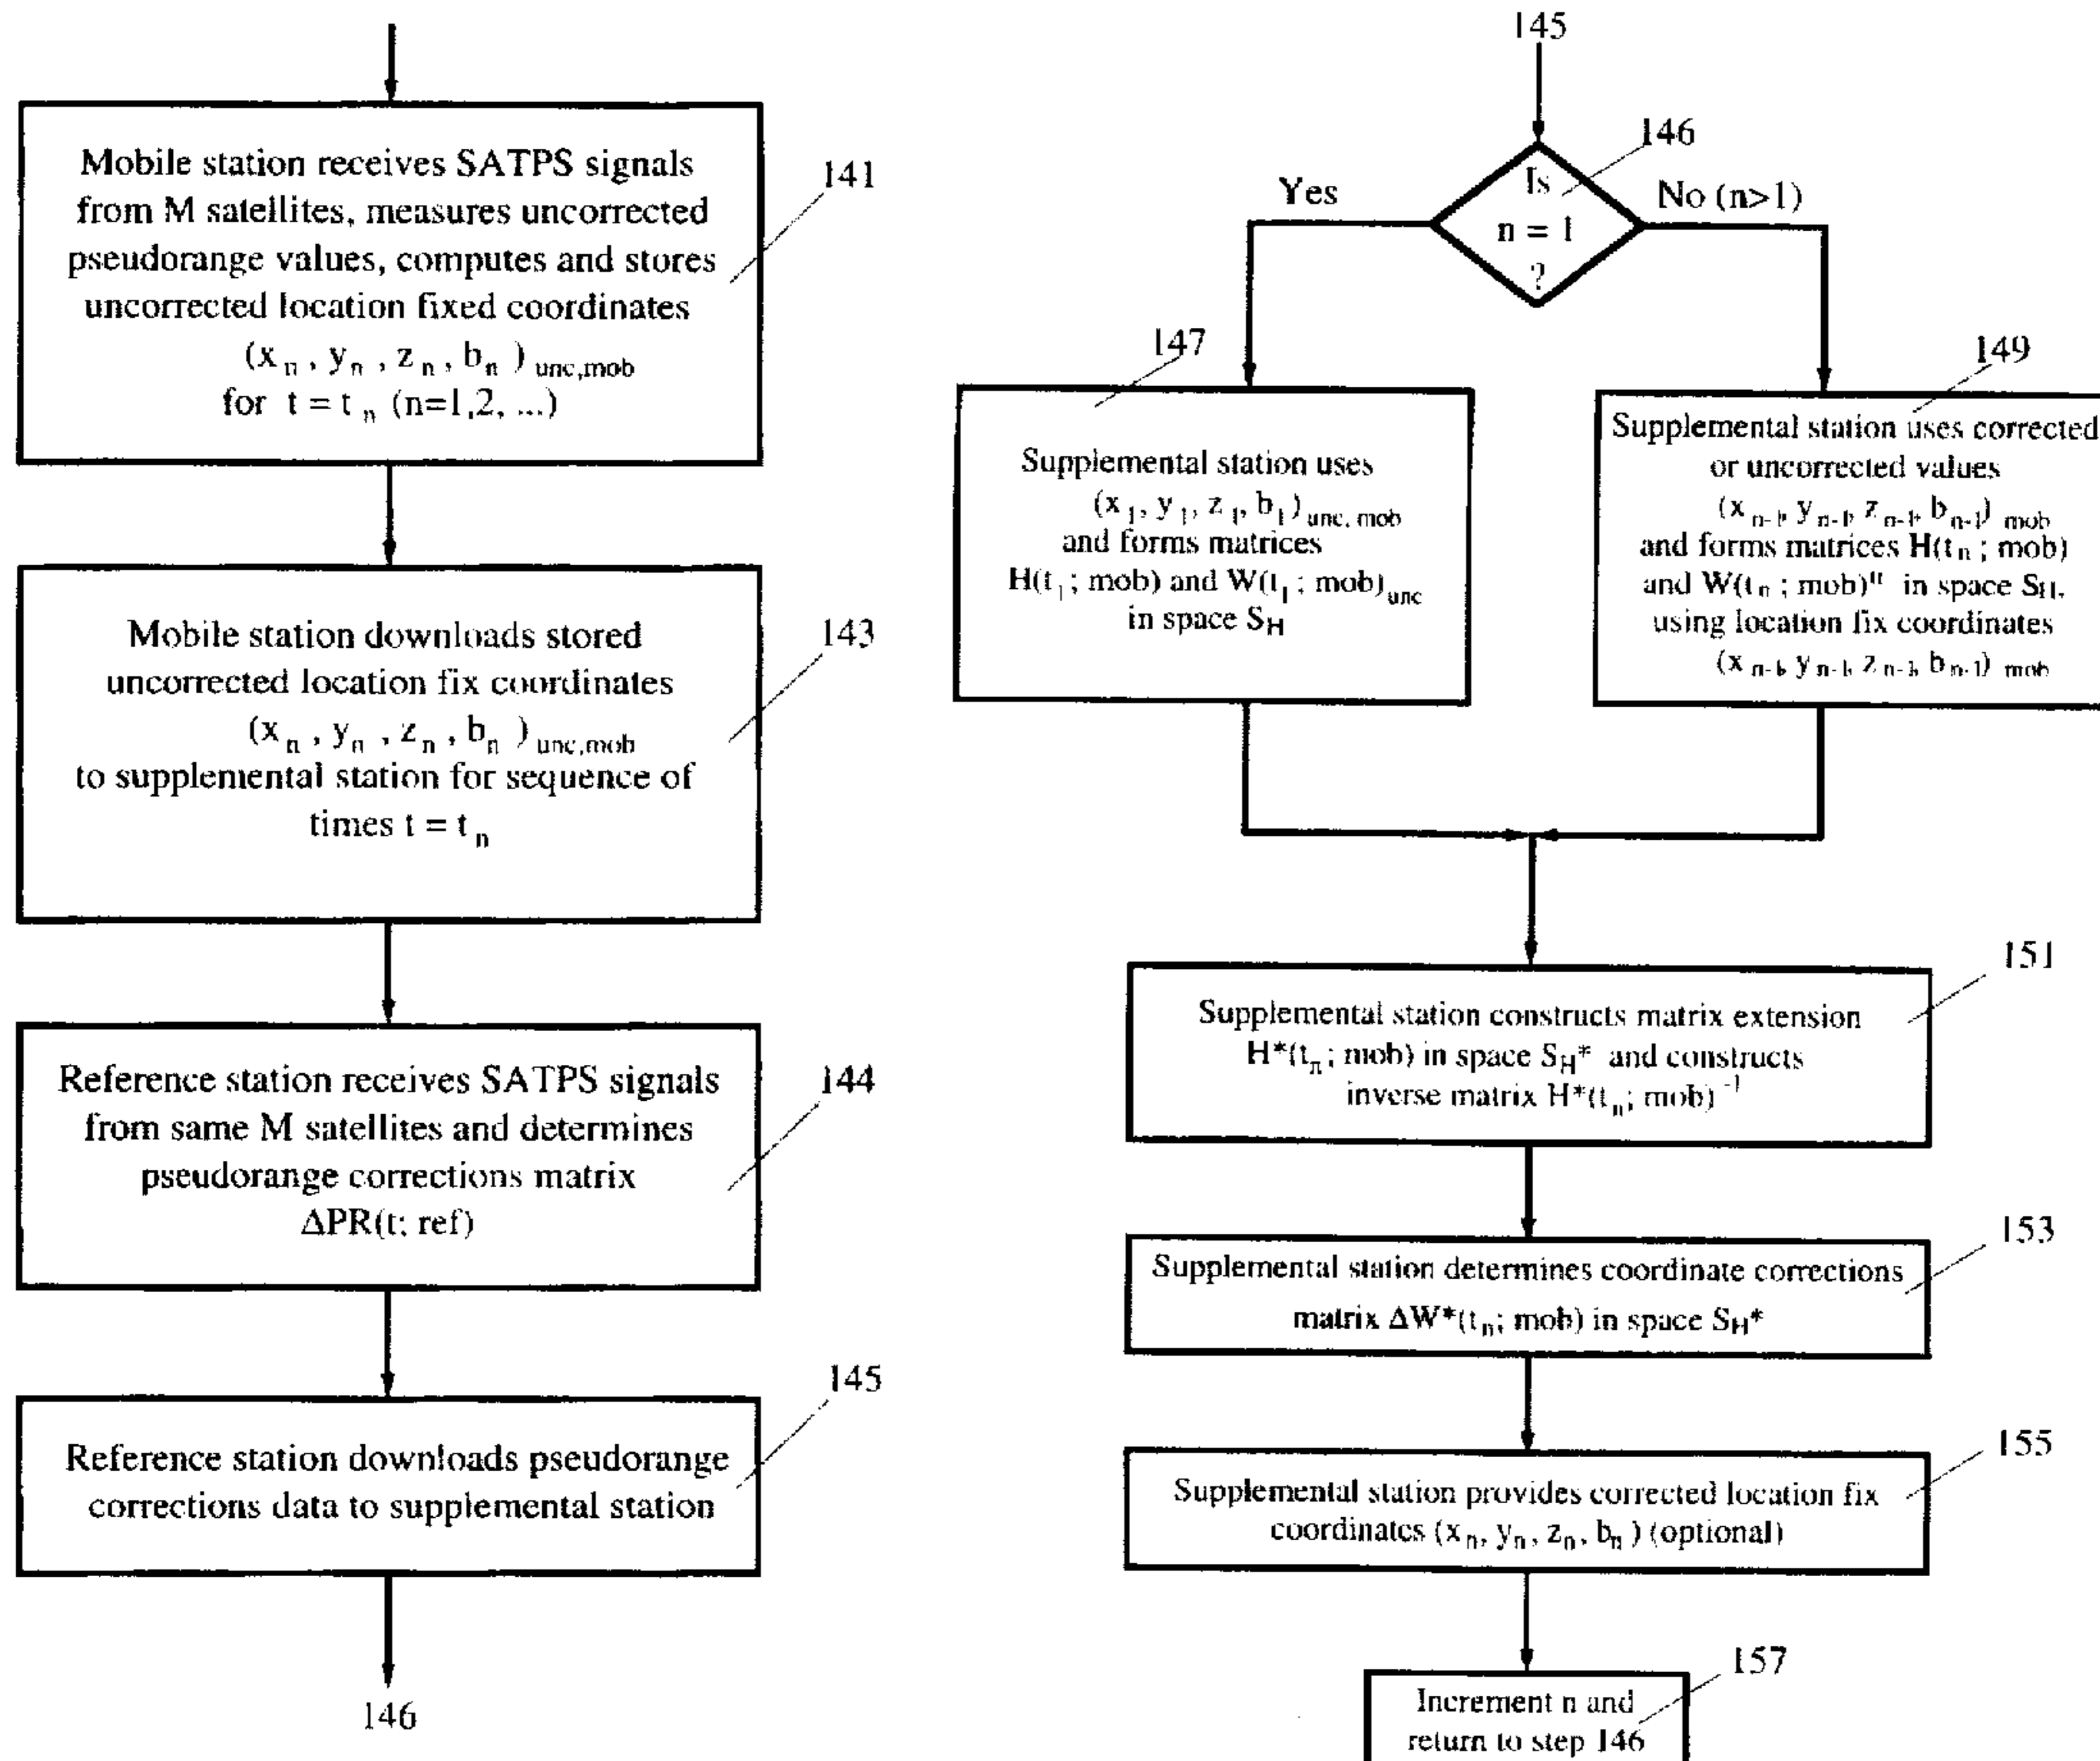 Mobile station receives SATPS signals
from M satellites, measures uncorrected
pseudorange values, computes and stores
uncorrected location fixed coordinates
(x n , y n , z n , b n ) unc,mob
for t = t n (n=1,2, ...)
141
Mobile station downloads stored
uncorrected location fix coordinates
(x n , y n , z n , b n ) unc,mob
to supplemental station for sequence of
times t = t n
143
Reference station receives SATPS signals
from same M satellites and determines
pseudorange corrections matrix
ΔPR(t; ref)
144
Reference station downloads pseudorange
corrections data to supplemental station
145
146
145
146
Is
n = 1
?
Yes
No (n>1)
147
Supplemental station uses
(x 1, y 1, z 1, b 1) unc, mob
and forms matrices
H(t 1 ; mob) and W(t 1 ; mob) unc
in space S H
149
Supplemental station uses corrected
or uncorrected values
(x n-1, y n-1, z n-1, b n-1) mob
and forms matrices H(t n ; mob)
and W(t n ; mob)" in space S H,
using location fix coordinates
(x n-1, y n-1, z n-1, b n-1) mob
151
Supplemental station constructs matrix extension
H*(t n ; mob) in space S H* and constructs
inverse matrix H*(t n ; mob) -1
153
Supplemental station determines coordinate corrections
matrix ΔW*(t n ; mob) in space S H*
155
Supplemental station provides corrected location fix
coordinates (x n, y n, z n, b n ) (optional)
157
Increment n and
return to step 146